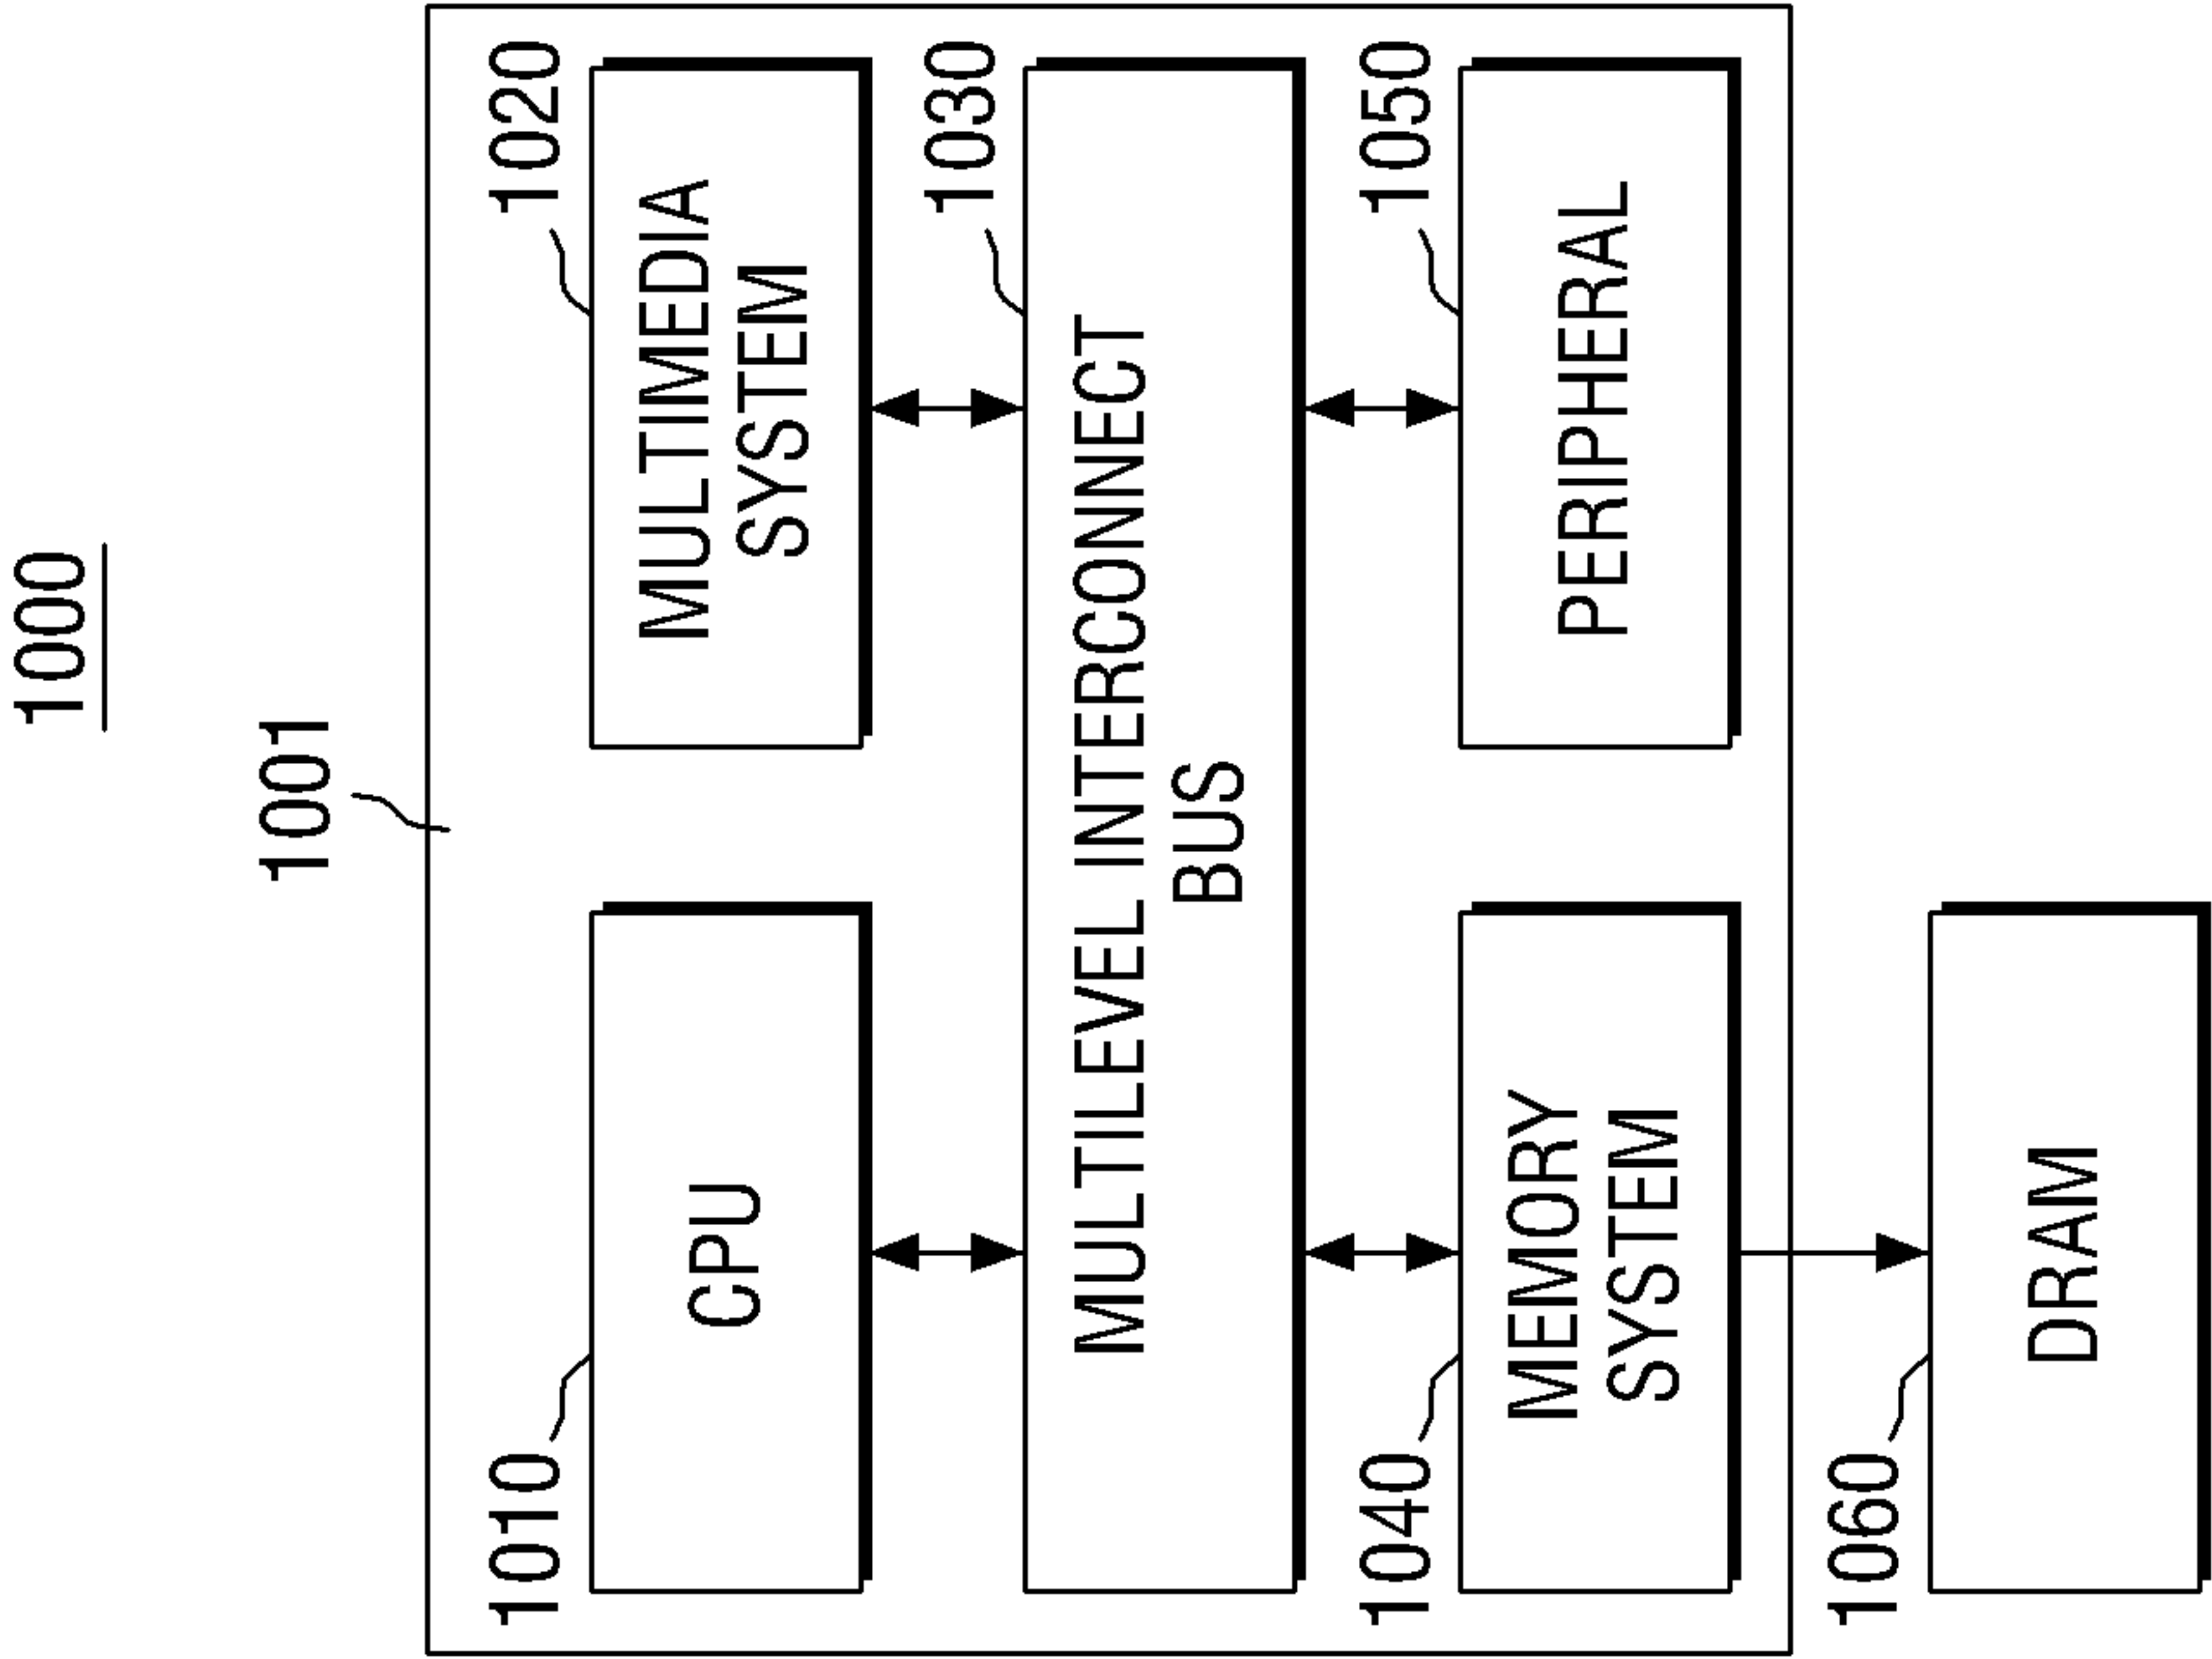 1000
1001
1010
CPU
1020
MULTIMEDIA
SYSTEM
1030
MULTILEVEL INTERCONNECT
BUS
1040
MEMORY
SYSTEM
1050
PERIPHERAL
1060
DRAM